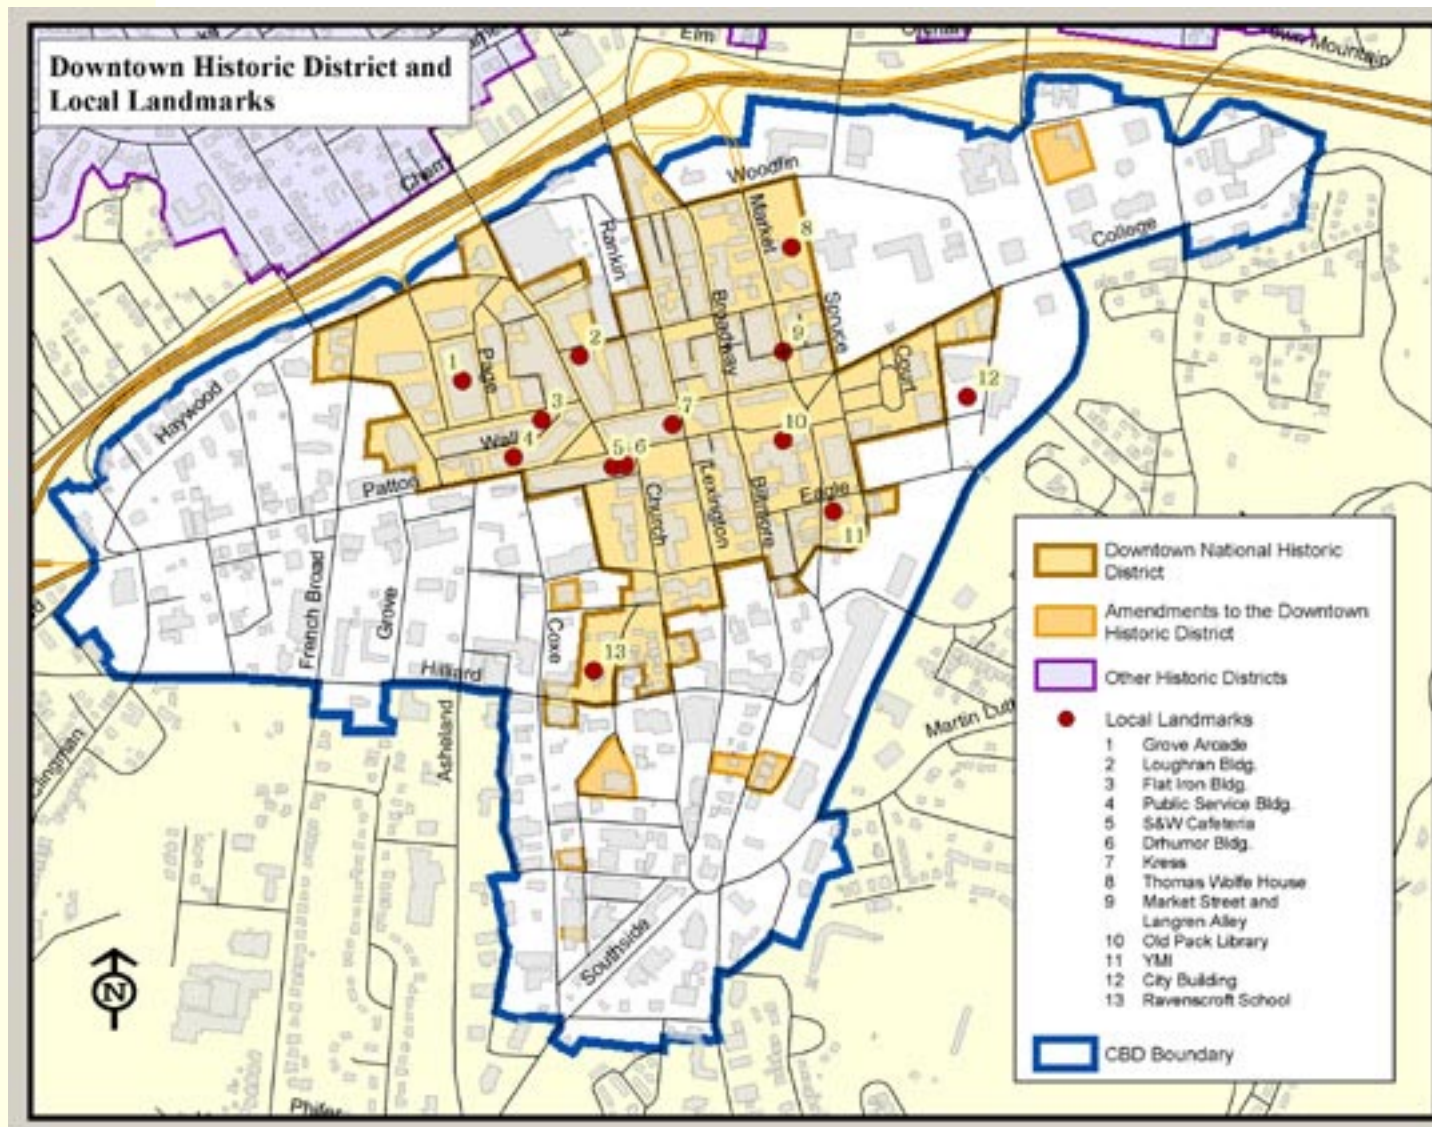 Downtown Historic District and
Local Landmarks
Elm
Town Mountain
Woodfin
College
Market
Rankin
Broadway
Spruce
Court
Page
Haywood
Wall
Patton
Church
Lexington
Biltmore
Eagle
French Broad
Grove
Coxe
Hilliard
Asheland
Southside
1
2
3
4
5
6
7
8
9
10
11
12
13
Downtown National Historic
District
Amendments to the Downtown
Historic District
Other Historic Districts
Local Landmarks
1 Grove Arcade
2 Loughran Bldg.
3 Flat Iron Bldg.
4 Public Service Bldg.
5 S&W Cafeteria
6 Drhumor Bldg.
7 Kress
8 Thomas Wolfe House
9 Market Street and
Langren Alley
10 Old Pack Library
11 YMI
12 City Building
13 Ravenscroft School
CBD Boundary
N